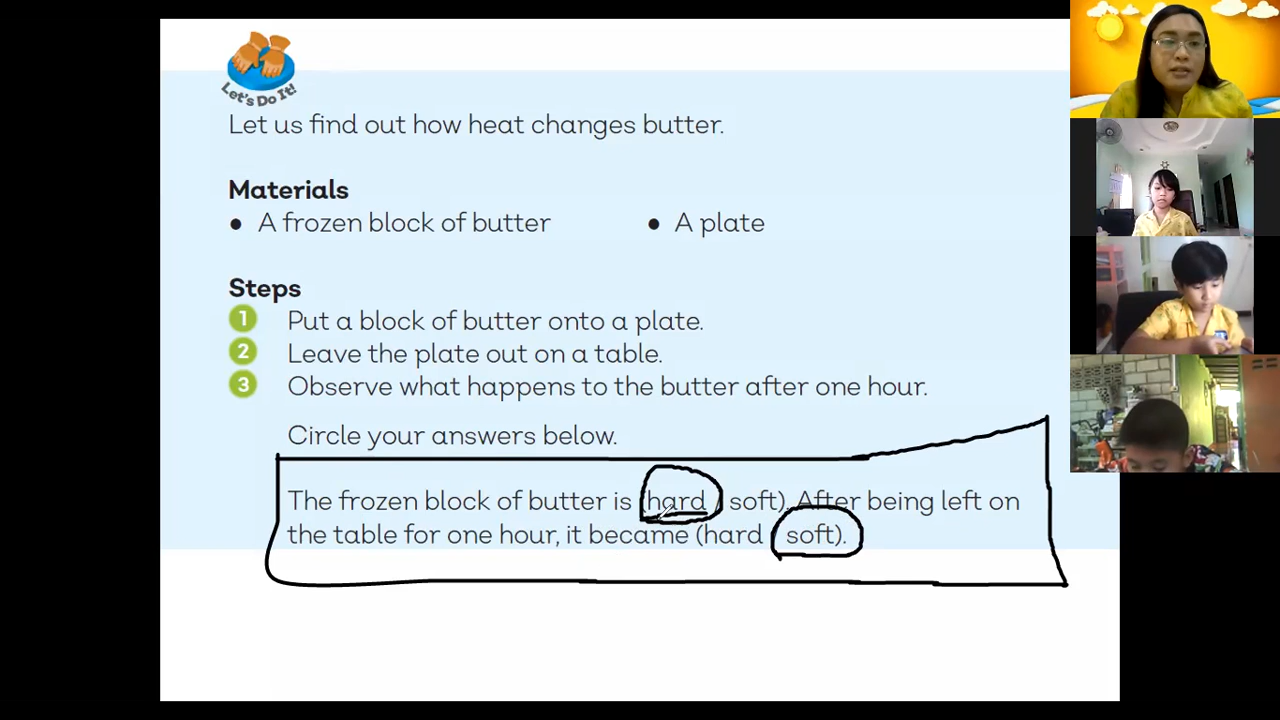 Let's Do It!
Let us find out how heat changes butter.
Materials
● A frozen block of butter ● A plate
Steps
1 Put a block of butter onto a plate.
2 Leave the plate out on a table.
3 Observe what happens to the butter after one hour.
Circle your answers below.
The frozen block of butter is (hard / soft). After being left on
the table for one hour, it became (hard / soft).